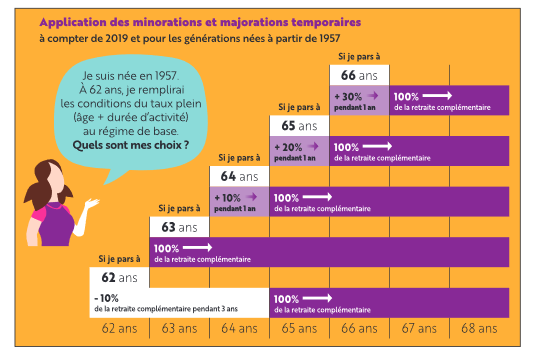 Application des minorations et majorations temporaires
à compter de 2019 et pour les générations nées à partir de 1957
Je suis née en 1957.
À 62 ans, je remplirai
les conditions du taux plein
(âge + durée d'activité)
au régime de base.
Quels sont mes choix ?
Si je pars à
66 ans
+ 30%
pendant 1 an
100%
de la retraite complémentaire
Si je pars à
65 ans
+ 20%
pendant 1 an
100%
de la retraite complémentaire
Si je pars à
64 ans
+ 10%
pendant 1 an
100%
de la retraite complémentaire
Si je pars à
63 ans
100%
de la retraite complémentaire
Si je pars à
62 ans
- 10%
de la retraite complémentaire pendant 3 ans
100%
de la retraite complémentaire
62 ans 63 ans 64 ans 65 ans 66 ans 67 ans 68 ans